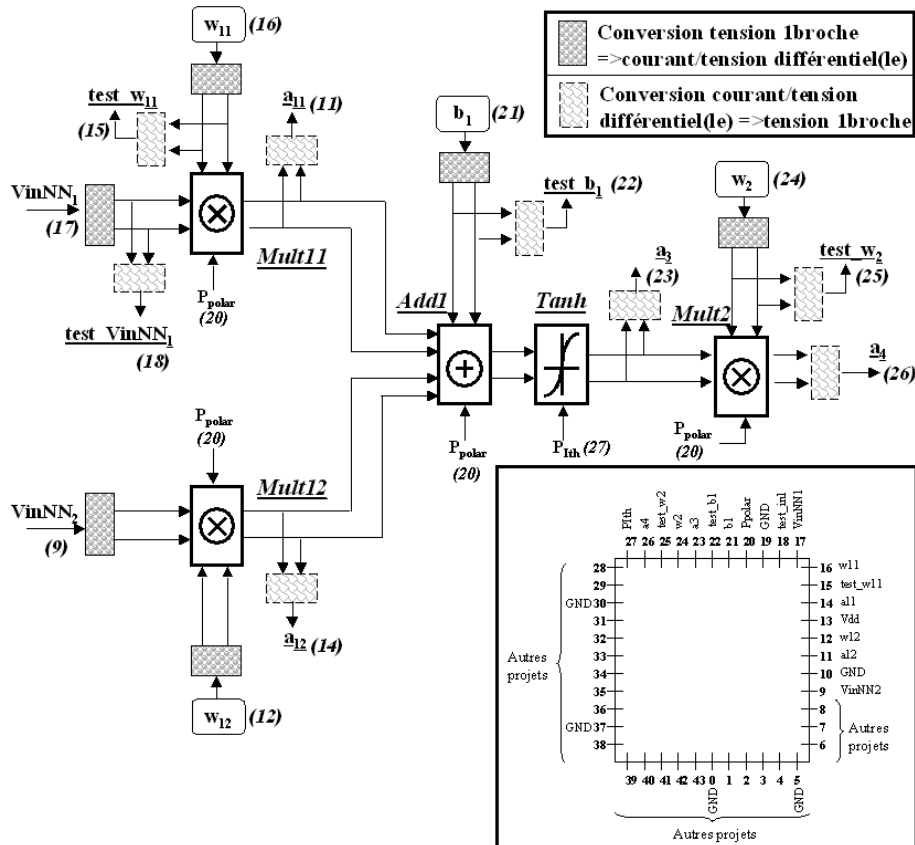 w11 (16)
Conversion tension 1broche
=>courant/tension différentiel(le)
Conversion courant/tension
différentiel(le) =>tension 1broche
test_w11
(15)
a11 (11)
b1 (21)
VinNN1
(17)
test_b1 (22)
w2 (24)
Mult11
Ppolar
(20)
test_VinNN1
(18)
a3
(23)
test_w2
(25)
Add1
Tanh
Mult2
a4
(26)
Ppolar
(20)
Ppolar
(20)
PIth (27)
Ppolar
(20)
VinNN2
(9)
Mult12
a12 (14)
w12 (12)
PIth
a4
test_w2
w2
a3
test_b1
b1
Ppolar
GND
test_in1
VinNN1
27 26 25 24 23 22 21 20 19 18 17
28
29
GND 30
31
32
33
34
35
36
GND 37
38
Autres
projets
16 w11
15 test_w11
14 a11
13 Vdd
12 w12
11 a12
10 GND
9 VinNN2
8
7
6
Autres
projets
39 40 41 42 43 0 1 2 3 4 5
GND
GND
Autres projets